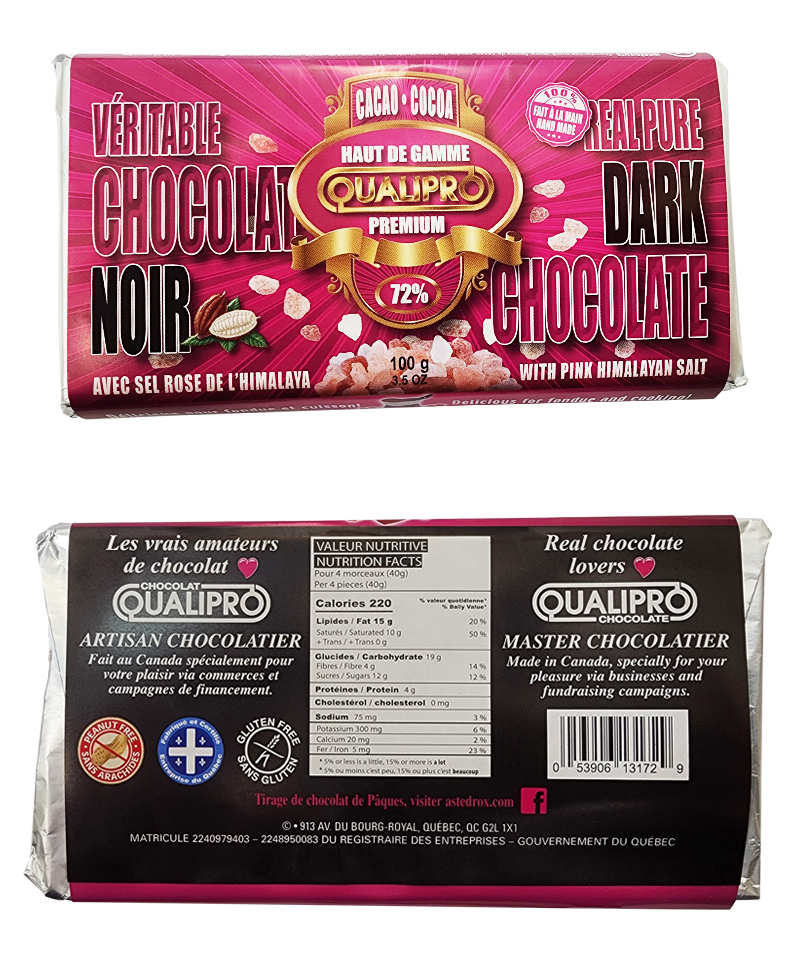 CACAO • COCOA
VÉRITABLE
CHOCOLAT
NOIR
AVEC SEL ROSE DE L'HIMALAYA
HAUT DE GAMME
QUALIPRO
PREMIUM
72%
100 g
3.5 OZ
100%
FAIT À LA MAIN
HAND MADE
REAL PURE
DARK
CHOCOLATE
WITH PINK HIMALAYAN SALT
Délicieux pour fondue et cuisson!
Delicious for fondue and cooking!
Les vrais amateurs
de chocolat
CHOCOLAT
QUALIPRO
ARTISAN CHOCOLATIER
Fait au Canada spécialement pour
votre plaisir via commerces et
campagnes de financement.
PEANUT FREE
SANS ARACHIDES
Fabriqué et Certifié
Entreprise du Québec
GLUTEN FREE
SANS GLUTEN
VALEUR NUTRITIVE
NUTRITION FACTS
Pour 4 morceaux (40g)
Per 4 pieces (40g)
Calories 220
% valeur quotidienne*
% Daily Value*
Lipides / Fat 15 g 20 %
Saturés / Saturated 10 g 50 %
+ Trans / + Trans 0 g
Glucides / Carbohydrate 19 g
Fibres / Fibre 4 g 14 %
Sucres / Sugars 12 g 12 %
Protéines / Protein 4 g
Cholestérol / cholesterol 0 mg
Sodium 75 mg 3 %
Potassium 300 mg 6 %
Calcium 20 mg 2 %
Fer / Iron 5 mg 23 %
* 5% or less is a little, 15% or more is a lot
* 5% ou moins c'est peu, 15% ou plus c'est beaucoup
Real chocolate
lovers
QUALIPRO
CHOCOLATE
MASTER CHOCOLATIER
Made in Canada, specially for your
pleasure via businesses and
fundraising campaigns.
0 53906 13172 9
Tirage de chocolat de Pâques, visiter astedrox.com f
© • 913 AV. DU BOURG-ROYAL, QUÉBEC, QC G2L 1X1
MATRICULE 2240979403 – 2248950083 DU REGISTRAIRE DES ENTREPRISES – GOUVERNEMENT DU QUÉBEC